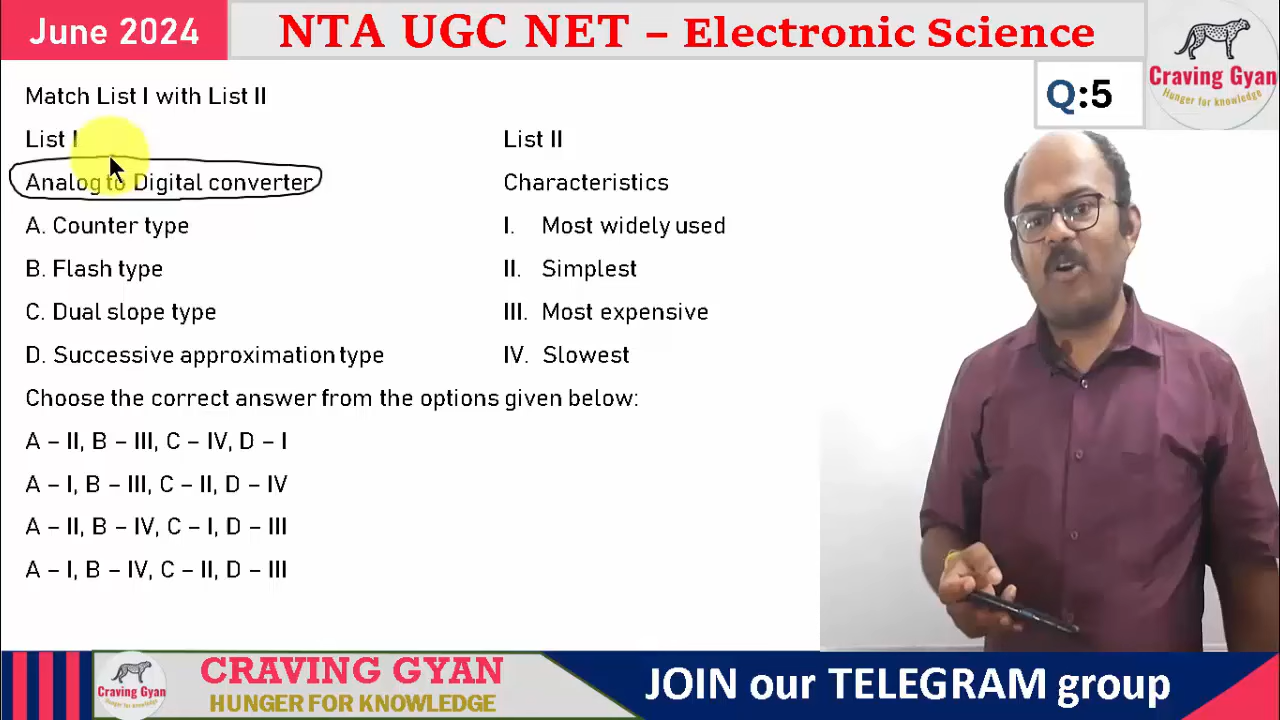 June 2024
NTA UGC NET – Electronic Science
Craving Gyan
Hunger for knowledge
Q:5
Match List I with List II
List I
List II
Analog to Digital converter
Characteristics
A. Counter type
I. Most widely used
B. Flash type
II. Simplest
C. Dual slope type
III. Most expensive
D. Successive approximation type
IV. Slowest
Choose the correct answer from the options given below:
A – II, B – III, C – IV, D – I
A – I, B – III, C – II, D – IV
A – II, B – IV, C – I, D – III
A – I, B – IV, C – II, D – III
Craving Gyan
Hunger for knowledge
CRAVING GYAN
HUNGER FOR KNOWLEDGE
JOIN our TELEGRAM group